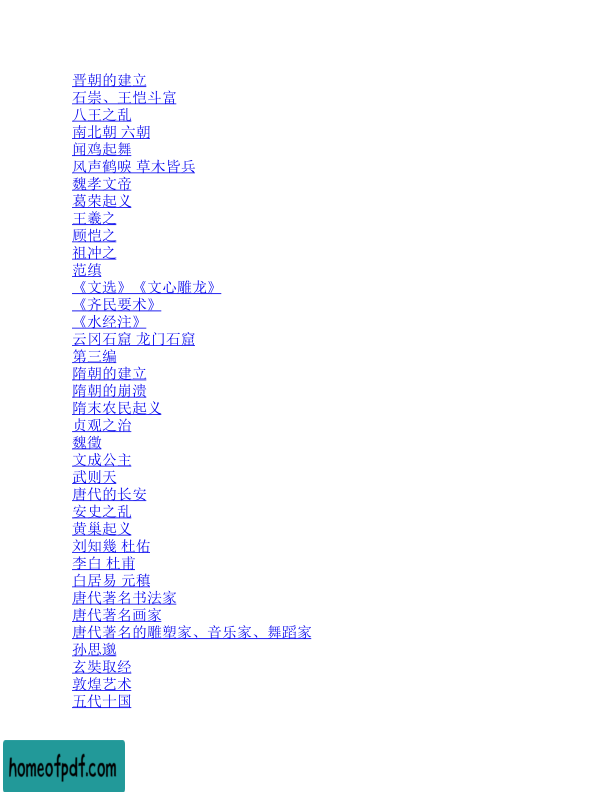 晋朝的建立
石崇、王恺斗富
八王之乱
南北朝 六朝
闻鸡起舞
风声鹤唳 草木皆兵
魏孝文帝
葛荣起义
王羲之
顾恺之
祖冲之
范缜
《文选》《文心雕龙》
《齐民要术》
《水经注》
云冈石窟 龙门石窟
第三编
隋朝的建立
隋朝的崩溃
隋末农民起义
贞观之治
魏徵
文成公主
武则天
唐代的长安
安史之乱
黄巢起义
刘知幾 杜佑
李白 杜甫
白居易 元稹
唐代著名书法家
唐代著名画家
唐代著名的雕塑家、音乐家、舞蹈家
孙思邈
玄奘取经
敦煌艺术
五代十国
homeofpdf.com